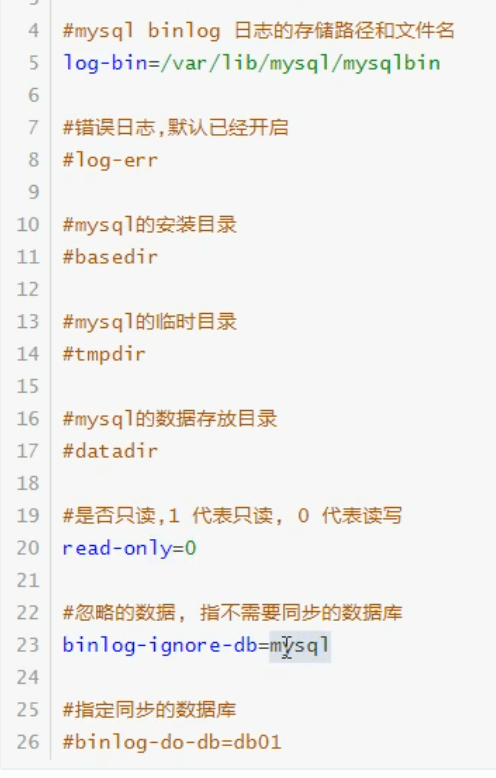 4 #mysql binlog 日志的存储路径和文件名
5 log-bin=/var/lib/mysql/mysqlbin
6
7 #错误日志,默认已经开启
8 #log-err
9
10 #mysql的安装目录
11 #basedir
12
13 #mysql的临时目录
14 #tmpdir
15
16 #mysql的数据存放目录
17 #datadir
18
19 #是否只读,1 代表只读, 0 代表读写
20 read-only=0
21
22 #忽略的数据, 指不需要同步的数据库
23 binlog-ignore-db=mysql
24
25 #指定同步的数据库
26 #binlog-do-db=db01